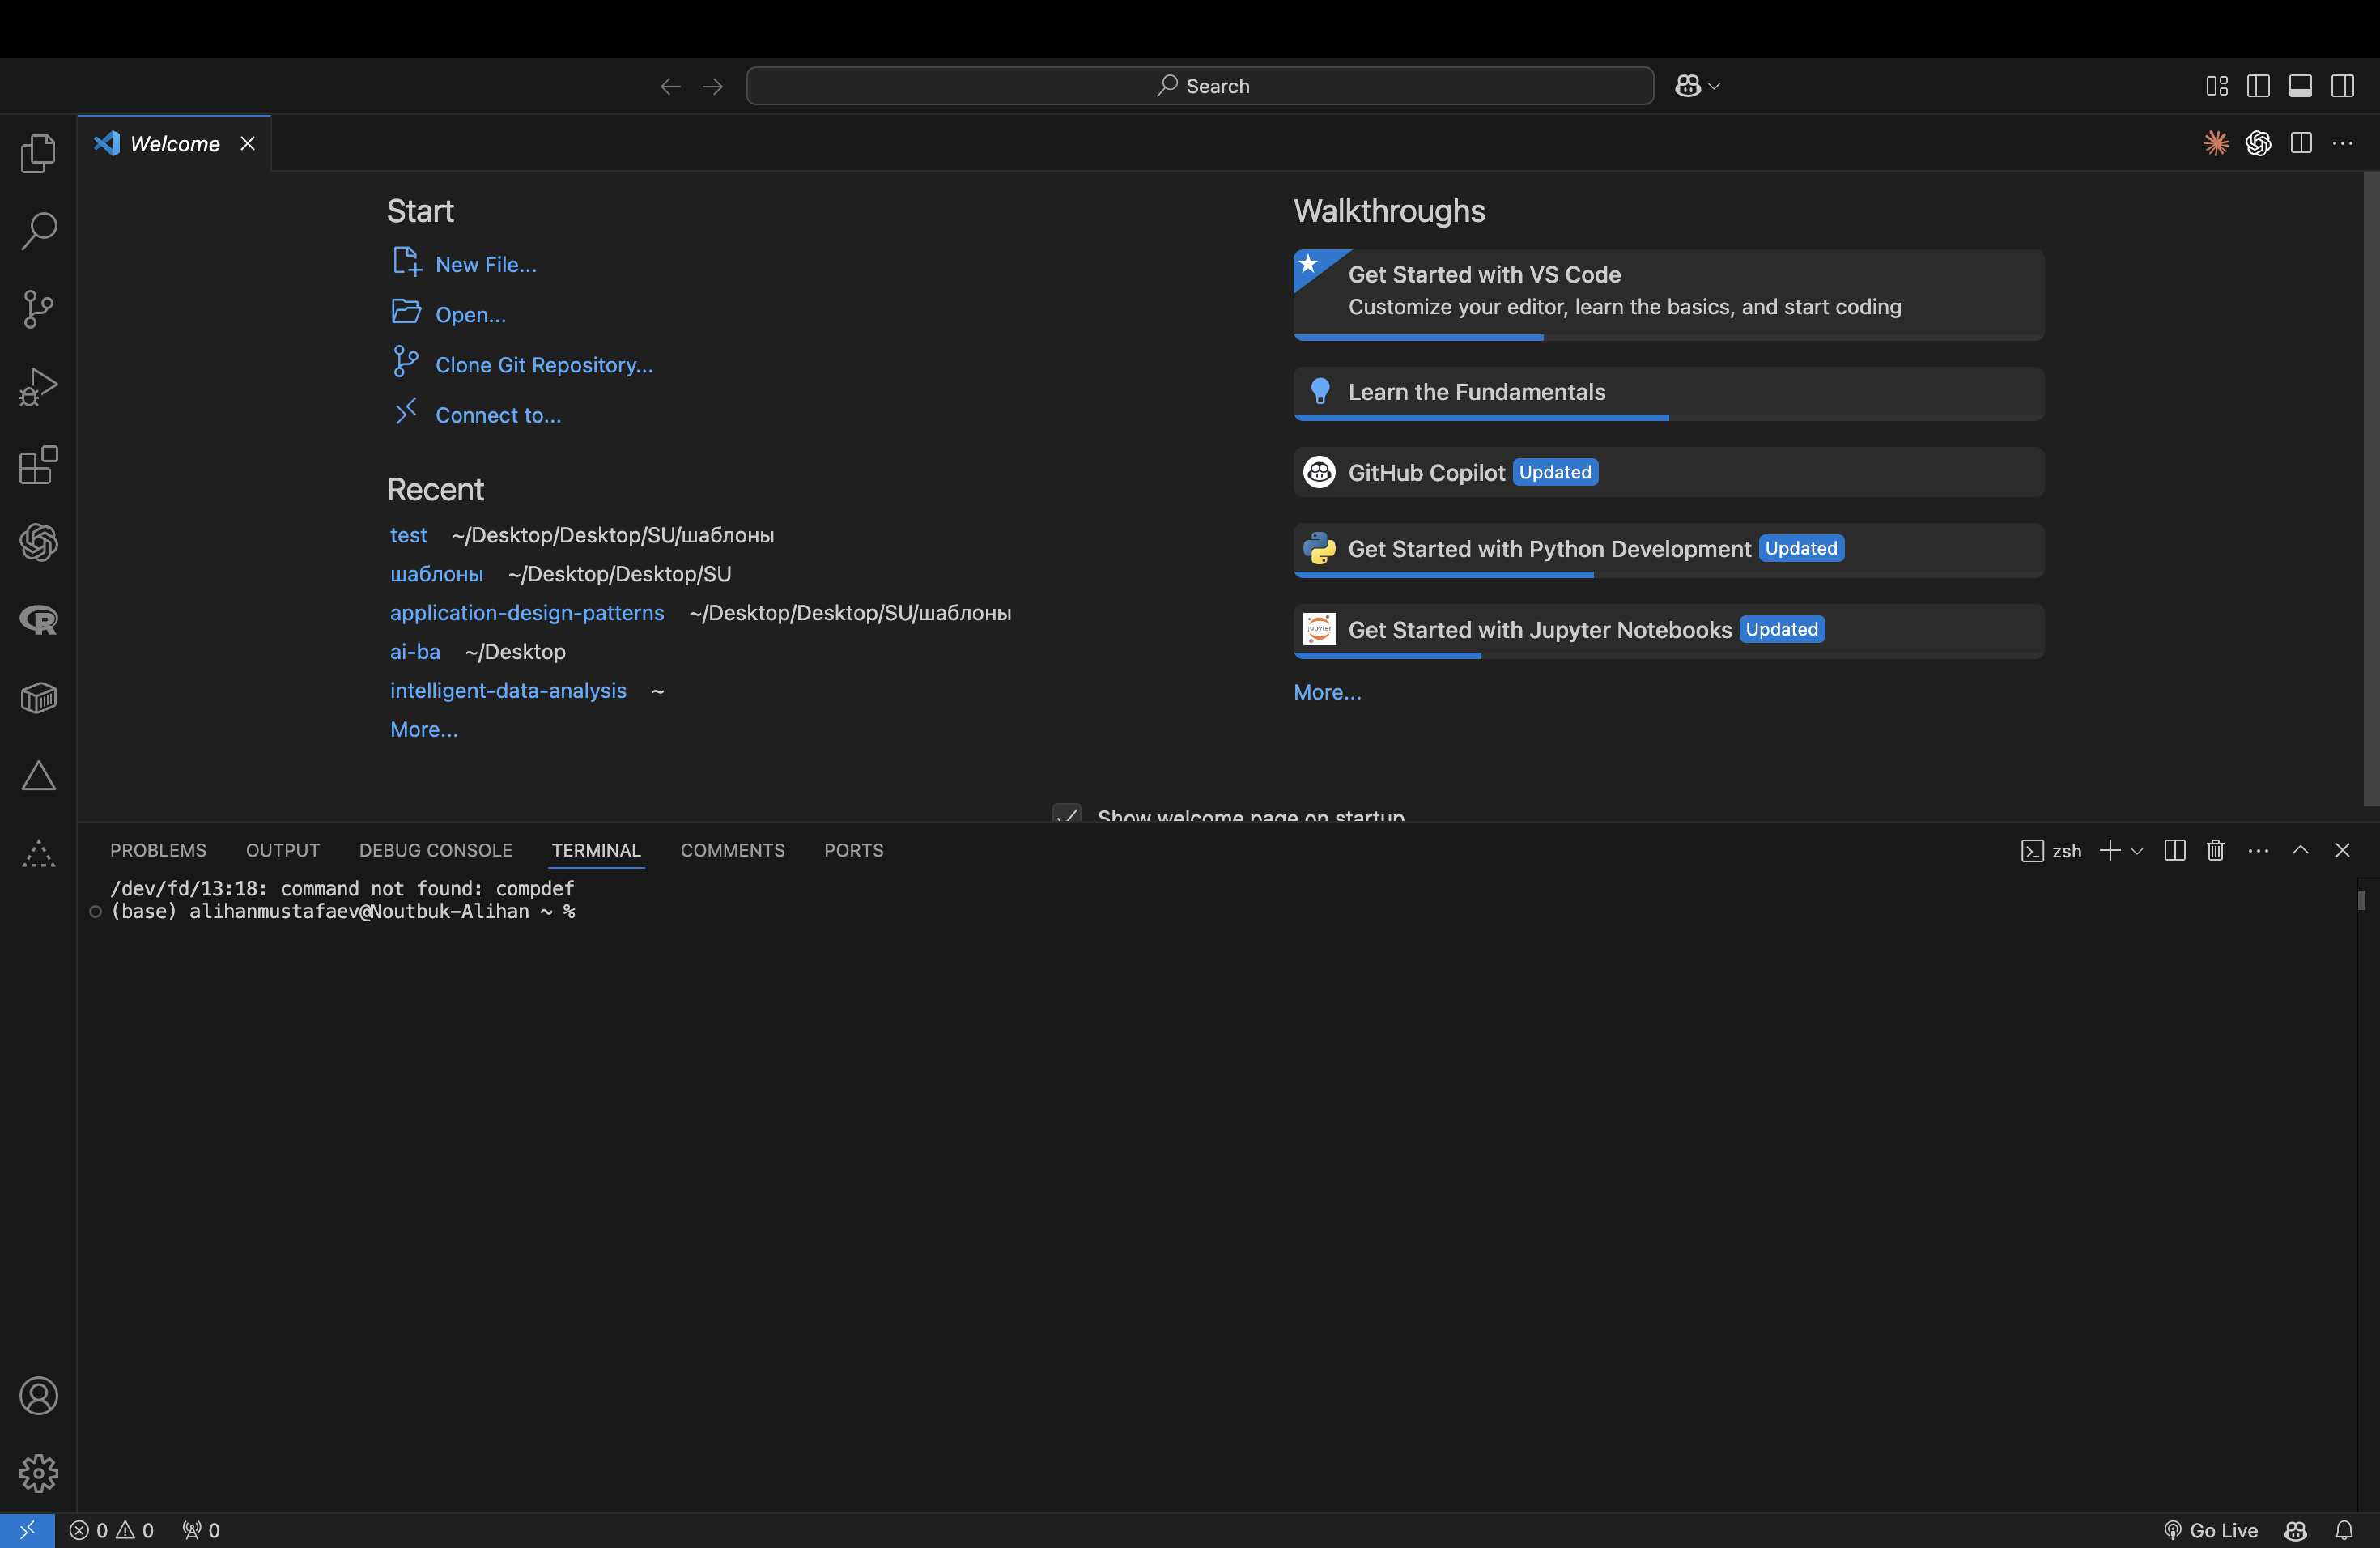 Search
Welcome
Start
New File...
Open...
Clone Git Repository...
Connect to...
Recent
test ~/Desktop/Desktop/SU/шаблоны
шаблоны ~/Desktop/Desktop/SU
application-design-patterns ~/Desktop/Desktop/SU/шаблоны
ai-ba ~/Desktop
intelligent-data-analysis ~
More...
Walkthroughs
Get Started with VS Code
Customize your editor, learn the basics, and start coding
Learn the Fundamentals
GitHub Copilot Updated
Get Started with Python Development Updated
jupyter
Get Started with Jupyter Notebooks Updated
More...
Show welcome page on startup
PROBLEMS OUTPUT DEBUG CONSOLE TERMINAL COMMENTS PORTS zsh
/dev/fd/13:18: command not found: compdef
(base) alihanmustafaev@Noutbuk-Alihan ~ %
0 0 0 Go Live